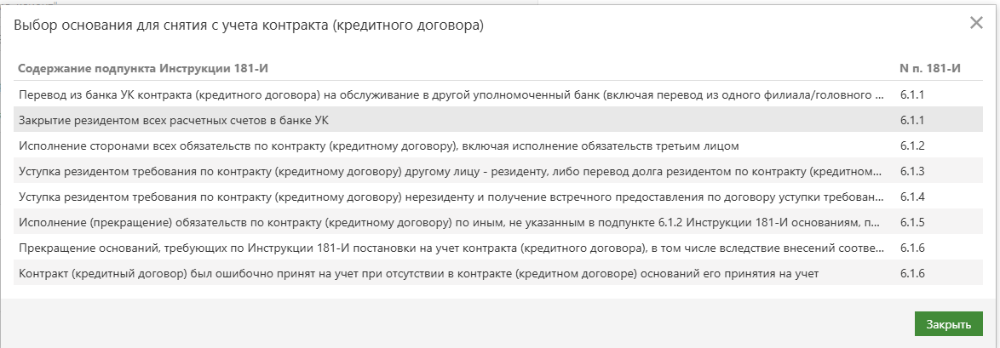 Выбор основания для снятия с учета контракта (кредитного договора)
Содержание подпункта Инструкции 181-И N п. 181-И
Перевод из банка УК контракта (кредитного договора) на обслуживание в другой уполномоченный банк (включая перевод из одного филиала/головного ... 6.1.1
Закрытие резидентом всех расчетных счетов в банке УК 6.1.1
Исполнение сторонами всех обязательств по контракту (кредитному договору), включая исполнение обязательств третьим лицом 6.1.2
Уступка резидентом требования по контракту (кредитному договору) другому лицу - резиденту, либо перевод долга резидентом по контракту (кредитном... 6.1.3
Уступка резидентом требования по контракту (кредитному договору) нерезиденту и получение встречного предоставления по договору уступки требован... 6.1.4
Исполнение (прекращение) обязательств по контракту (кредитному договору) по иным, не указанным в подпункте 6.1.2 Инструкции 181-И основаниям, п... 6.1.5
Прекращение оснований, требующих по Инструкции 181-И постановки на учет контракта (кредитного договора), в том числе вследствие внесений соотве... 6.1.6
Контракт (кредитный договор) был ошибочно принят на учет при отсутствии в контракте (кредитном договоре) оснований его принятия на учет 6.1.6
Закрыть